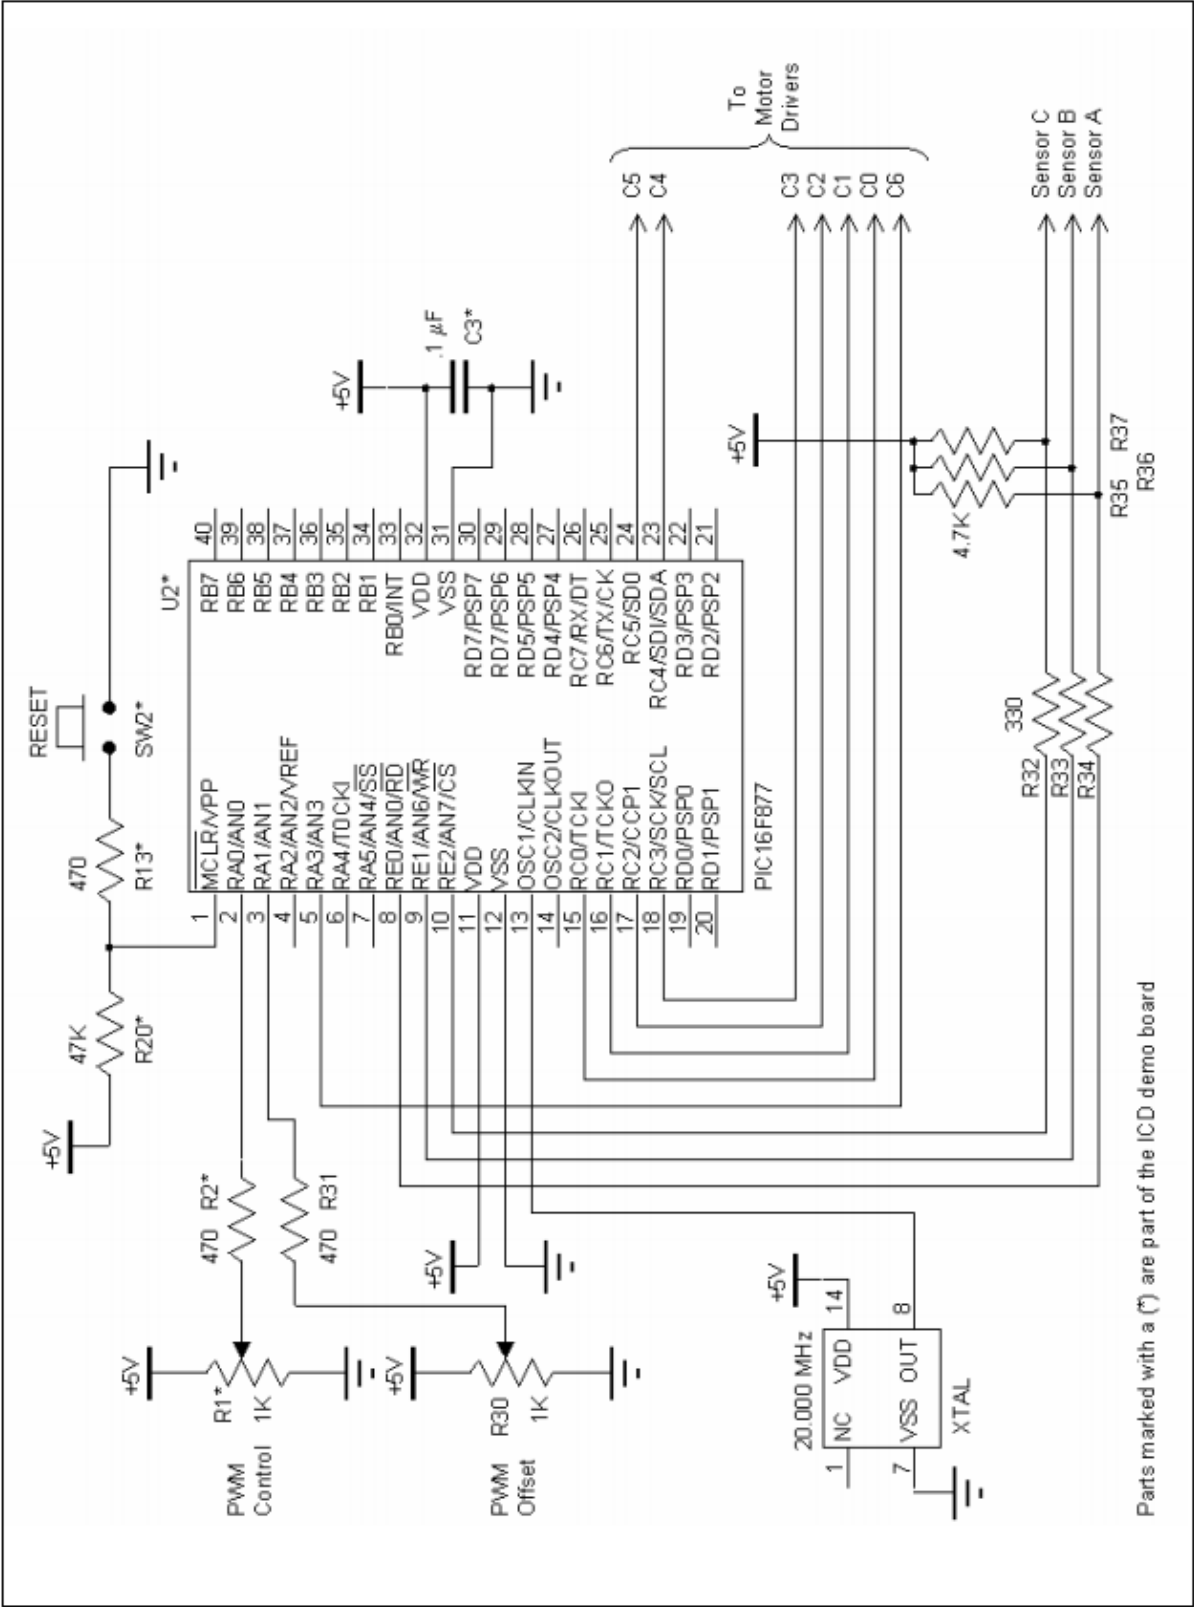 RESET
+5V
47K
R20*
470
R13*
SW2*
U2*
1 MCLR/VPP
2 RA0/AN0
3 RA1/AN1
4 RA2/AN2/VREF
5 RA3/AN3
6 RA4/T0CKI
7 RA5/AN4/SS
8 RE0/AN0/RD
9 RE1/AN6/WR
10 RE2/AN7/CS
11 VDD
12 VSS
13 OSC1/CLKIN
14 OSC2/CLKOUT
15 RC0/TCKI
16 RC1/TCKO
17 RC2/CCP1
18 RC3/SCK/SCL
19 RD0/PSP0
20 RD1/PSP1
RB7 40
RB6 39
RB5 38
RB4 37
RB3 36
RB2 35
RB1 34
RB0/INT 33
VDD 32
VSS 31
RD7/PSP7 30
RD7/PSP6 29
RD5/PSP5 28
RD4/PSP4 27
RC7/RX/DT 26
RC6/TX/CK 25
RC5/SD0 24
RC4/SDI/SDA 23
RD3/PSP3 22
RD2/PSP2 21
PIC16F877
+5V
.1 µF
C3*
+5V
R1*
1K
PWM
Control
470 R2*
470 R31
+5V
R30
1K
PWM
Offset
+5V
C5
C4
C3
C2
C1
C0
C6
To
Motor
Drivers
+5V
4.7K
R35
R36
R37
330
R32
R33
R34
Sensor C
Sensor B
Sensor A
+5V
20.000 MHz
14
8
1
7
NC VDD
VSS OUT
XTAL
Parts marked with a (*) are part of the ICD demo board